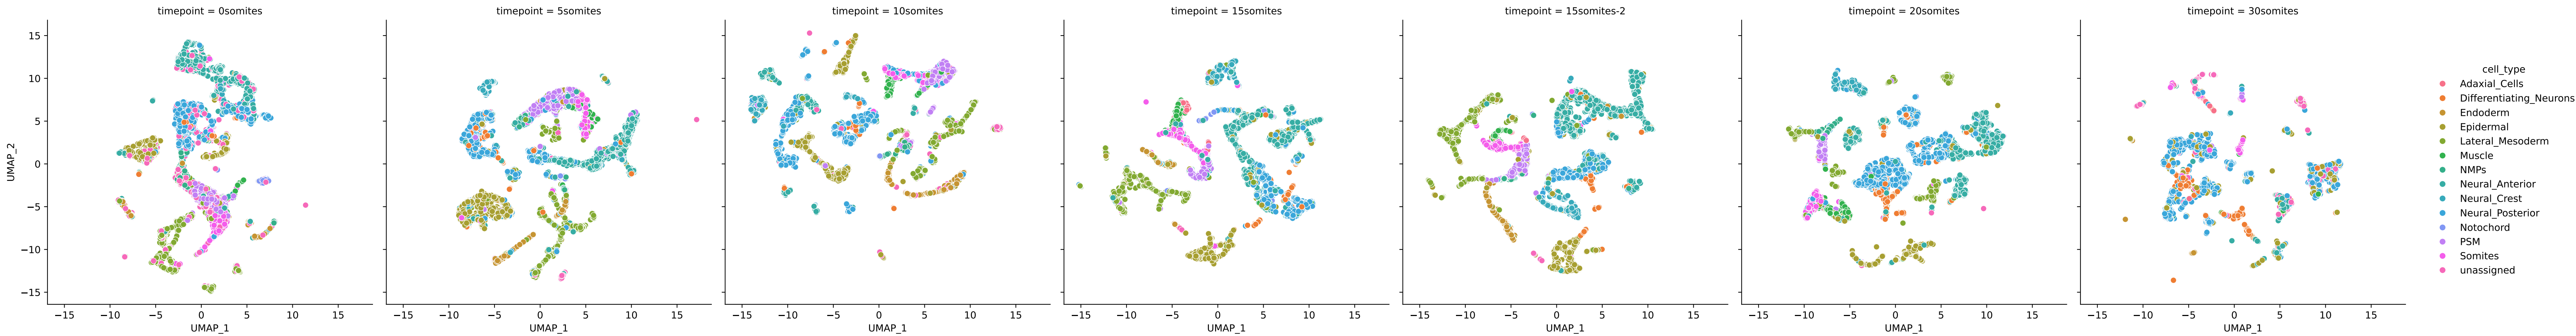 timepoint = 0somites
timepoint = 5somites
timepoint = 10somites
timepoint = 15somites
timepoint = 15somites-2
timepoint = 20somites
timepoint = 30somites
UMAP_2
15
10
5
0
−5
−10
−15
−15 −10 −5 0 5 10 15
−15 −10 −5 0 5 10 15
−15 −10 −5 0 5 10 15
−15 −10 −5 0 5 10 15
−15 −10 −5 0 5 10 15
−15 −10 −5 0 5 10 15
−15 −10 −5 0 5 10 15
UMAP_1
UMAP_1
UMAP_1
UMAP_1
UMAP_1
UMAP_1
UMAP_1
cell_type
Adaxial_Cells
Differentiating_Neurons
Endoderm
Epidermal
Lateral_Mesoderm
Muscle
NMPs
Neural_Anterior
Neural_Crest
Neural_Posterior
Notochord
PSM
Somites
unassigned